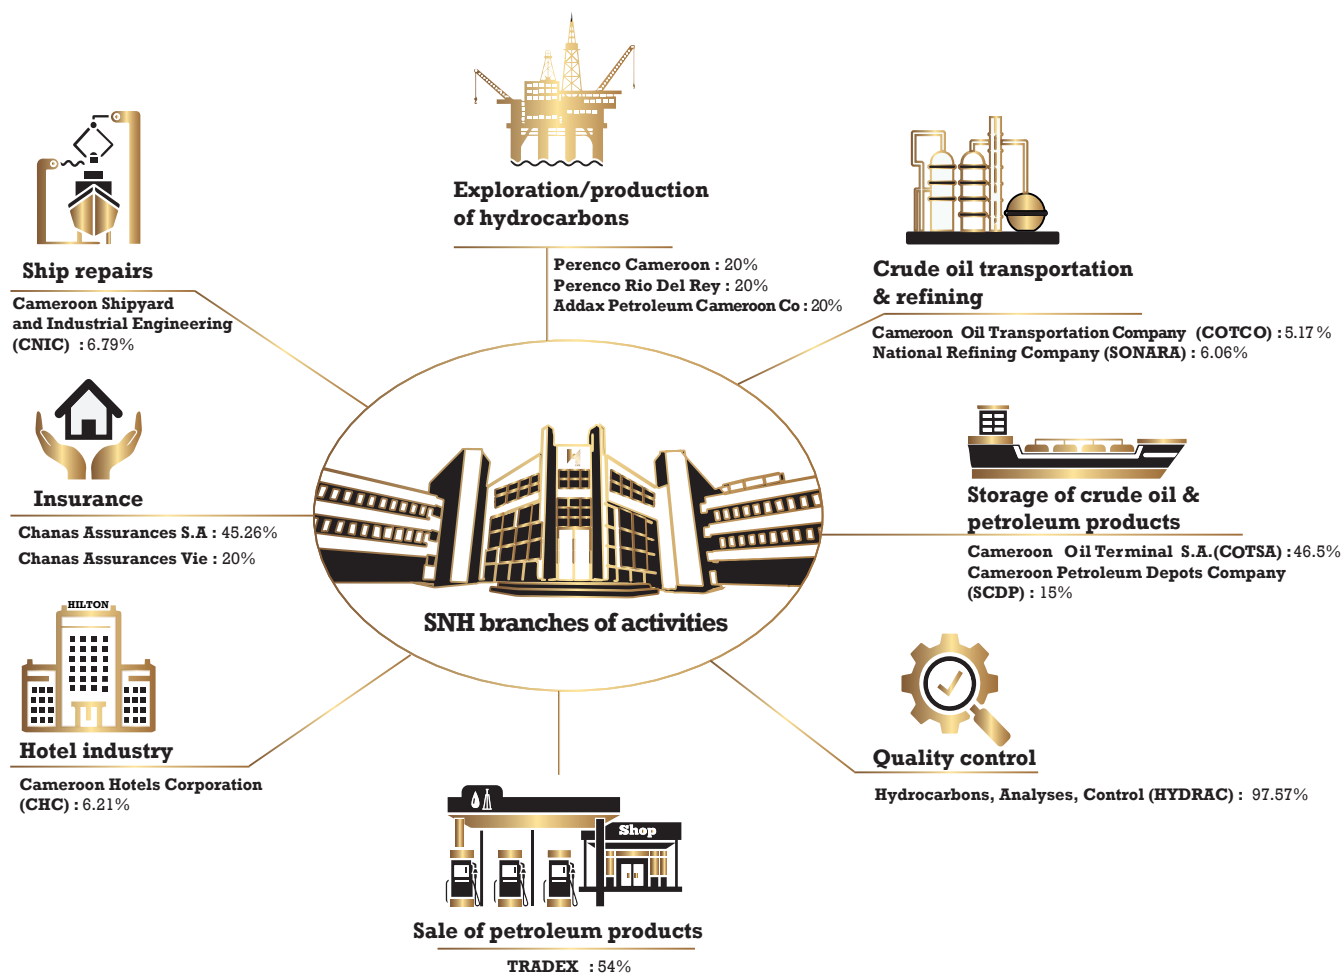 Exploration/production
of hydrocarbons
Perenco Cameroon : 20%
Perenco Rio Del Rey : 20%
Addax Petroleum Cameroon Co : 20%
Crude oil transportation
& refining
Cameroon Oil Transportation Company (COTCO) : 5.17%
National Refining Company (SONARA) : 6.06%
Ship repairs
Cameroon Shipyard
and Industrial Engineering
(CNIC) : 6.79%
Insurance
Chanas Assurances S.A : 45.26%
Chanas Assurances Vie : 20%
Storage of crude oil &
petroleum products
Cameroon Oil Terminal S.A.(COTSA) : 46.5%
Cameroon Petroleum Depots Company
(SCDP) : 15%
SNH branches of activities
HILTON
Hotel industry
Cameroon Hotels Corporation
(CHC) : 6.21%
Quality control
Hydrocarbons, Analyses, Control (HYDRAC) : 97.57%
Shop
Sale of petroleum products
TRADEX : 54%